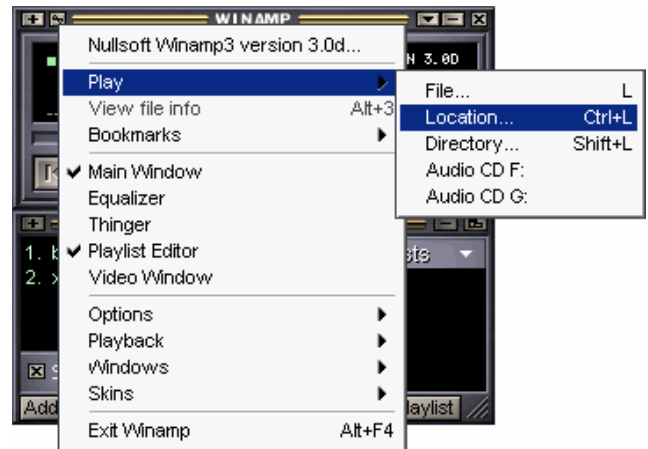 WINAMP
Nullsoft Winamp3 version 3.0d...
N 3.0D
Play
View file info Alt+3
Bookmarks
File... L
Location... Ctrl+L
Directory... Shift+L
Audio CD F:
Audio CD G:
Main Window
Equalizer
Thinger
Playlist Editor
Video Window
1.
2.
sts
Options
Playback
Windows
Skins
Add
laylist
Exit Winamp Alt+F4